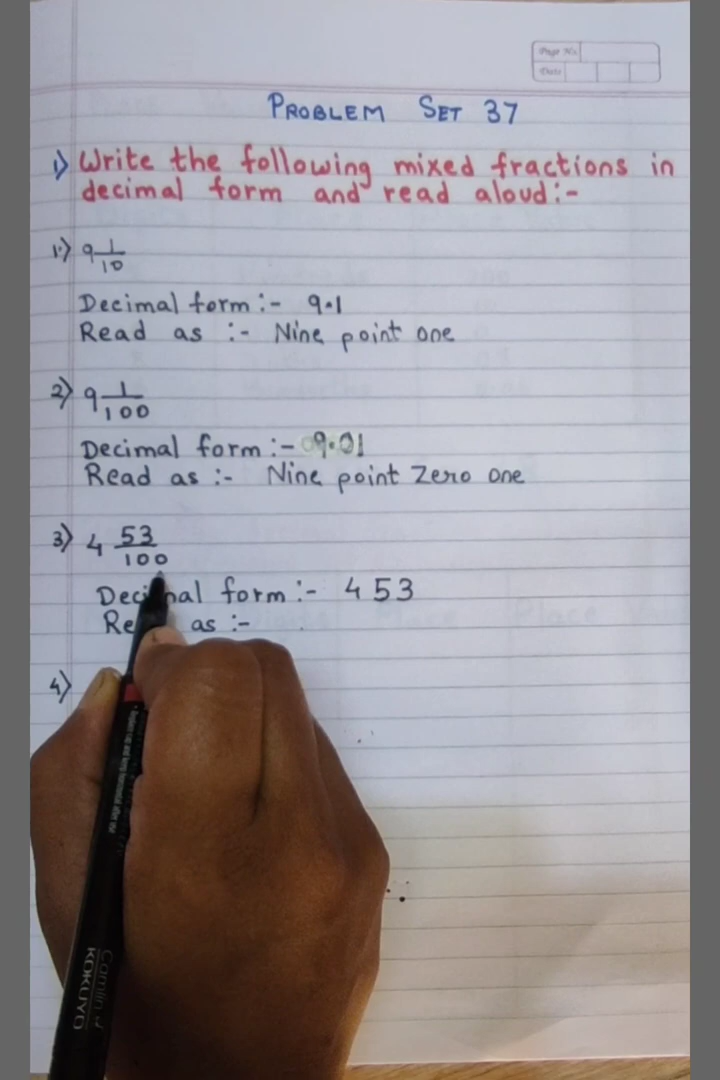 Page No.
Date
PROBLEM SET 37
1) Write the following mixed fractions in
decimal form and read aloud:-
1.) 9 1/10
Decimal form :- 9.1
Read as :- Nine point one
2) 9 1/100
Decimal form :- 9.01
Read as :- Nine point Zero one
3) 4 53/100
Decimal form :- 4 53
Read as :-
4)
Camlin
KOKUYO